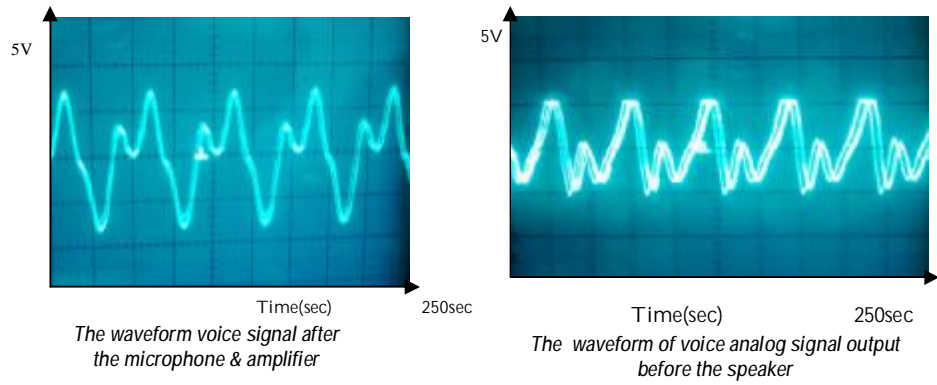 5V
Time(sec)
250sec
The waveform voice signal after
the microphone & amplifier
5V
Time(sec)
250sec
The waveform of voice analog signal output
before the speaker